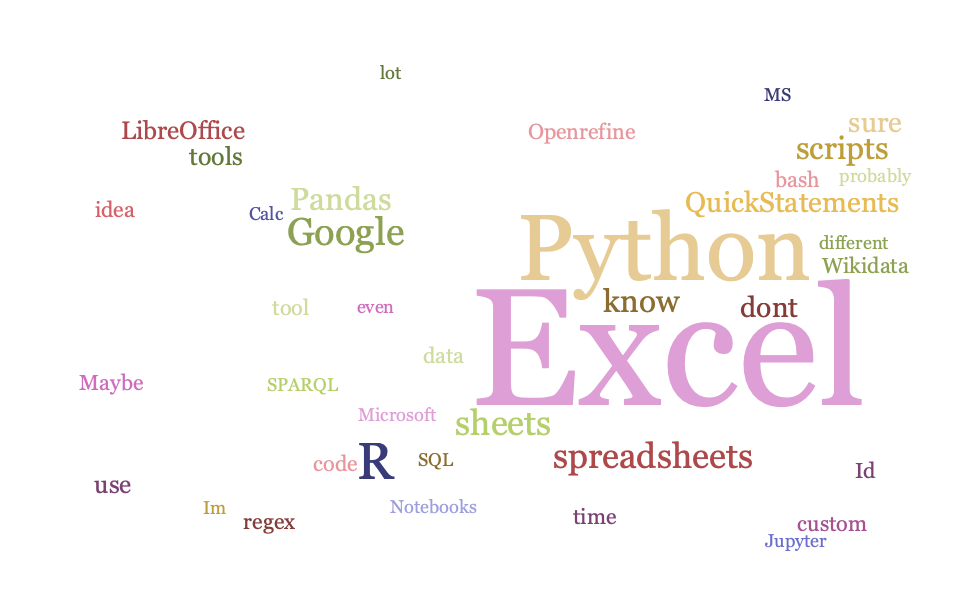 lot
MS
LibreOffice
Openrefine
sure
tools
scripts
bash
probably
Pandas
QuickStatements
idea
Calc
Google
Python
different
Wikidata
tool
even
know
dont
Excel
data
Maybe
SPARQL
Microsoft
sheets
code
R
SQL
spreadsheets
Id
use
Im
Notebooks
regex
time
custom
Jupyter